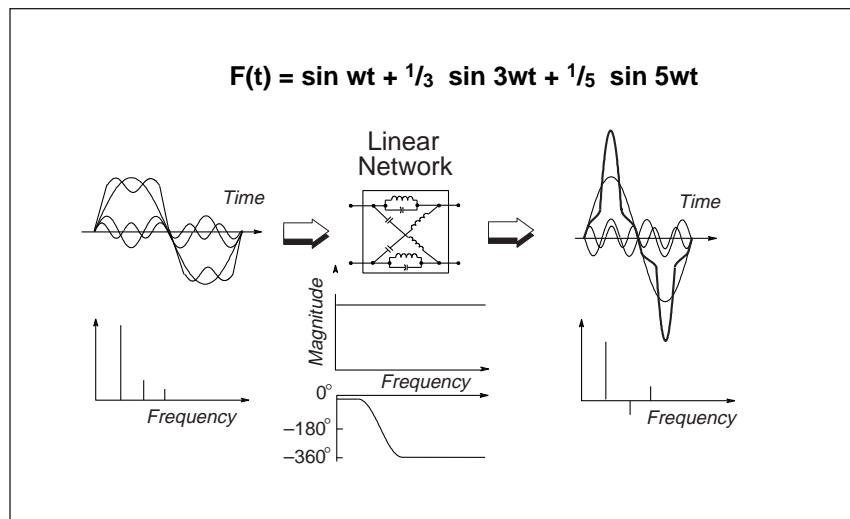 F(t) = sin wt + 1/3 sin 3wt + 1/5 sin 5wt
Linear
Network
Time
Time
Magnitude
Frequency
Frequency
Frequency
0°
–180°
–360°